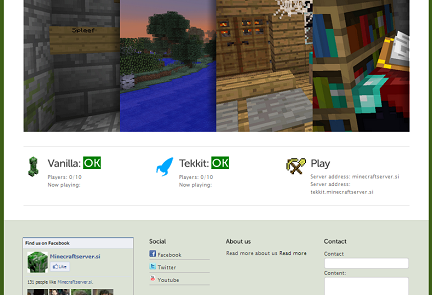 Spleef
Vanilla: OK
Players: 0/10
Now playing:
Tekkit: OK
Players: 0/10
Now playing:
Play
Server address: minecraftserver.si
Server address:
tekkit.minecraftserver.si
Find us on Facebook
Minecraftserver.si.
Like
131 people like Minecraftserver.si.
Social
Facebook
Twitter
Youtube
About us
Read more about us Read more
Contact
Contact
Content: